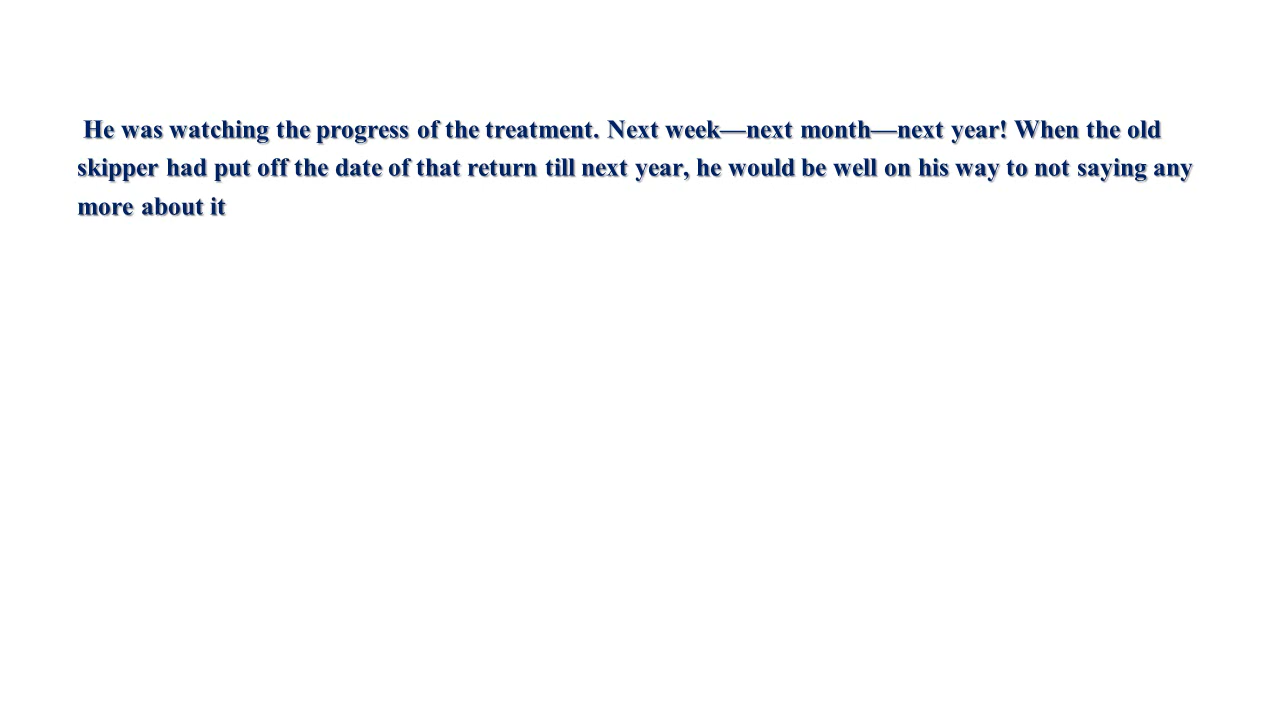 He was watching the progress of the treatment. Next week—next month—next year! When the old
skipper had put off the date of that return till next year, he would be well on his way to not saying any
more about it